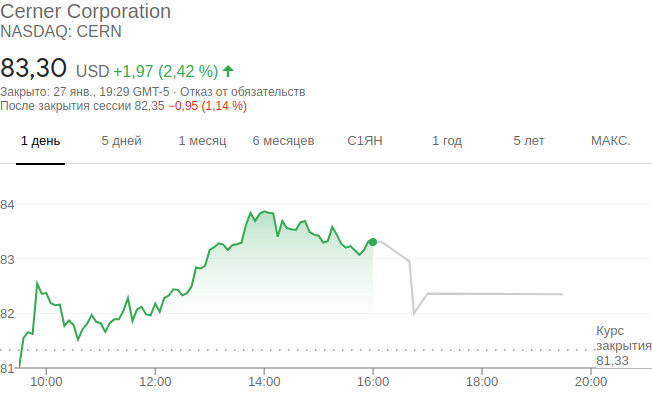 Cerner Corporation
NASDAQ: CERN
83,30 USD +1,97 (2,42 %)
Закрыто: 27 янв., 19:29 GMT-5 · Отказ от обязательств
После закрытия сессии 82,35 −0,95 (1,14 %)
1 день 5 дней 1 месяц 6 месяцев С1ЯН 1 год 5 лет МАКС.
84
83
82
81
Курс
закрытия
81,33
10:00 12:00 14:00 16:00 18:00 20:00